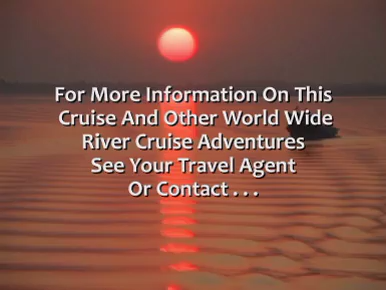 For More Information On This
Cruise And Other World Wide
River Cruise Adventures
See Your Travel Agent
Or Contact . . .